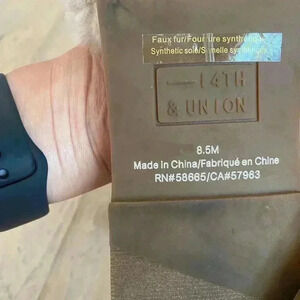 Faux fur/Fourrure synthétique
Synthetic sole/Semelle synthétique
14TH
& UNION
8.5M
Made in China/Fabriqué en Chine
RN#58665/CA#57963